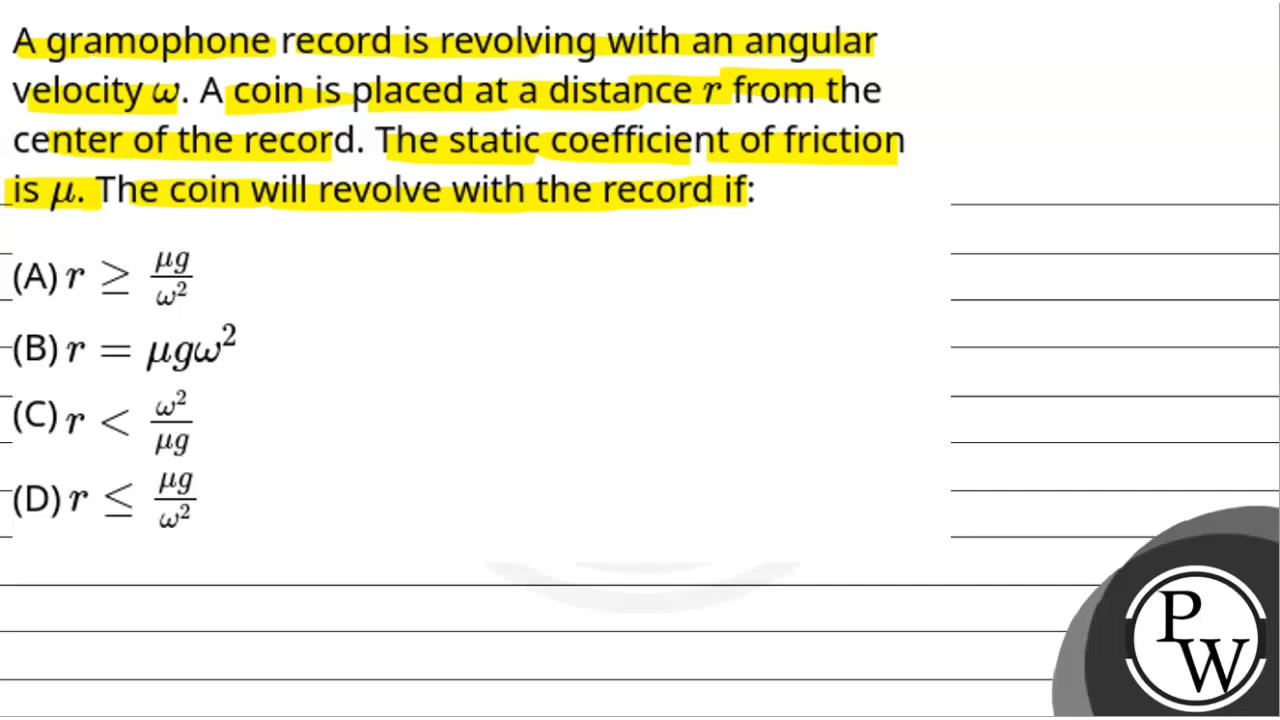 A gramophone record is revolving with an angular
velocity ω. A coin is placed at a distance r from the
center of the record. The static coefficient of friction
is μ. The coin will revolve with the record if:
(A) r ≥ μg/ω²
(B) r = μgω²
(C) r < ω²/μg
(D) r ≤ μg/ω²
P
W